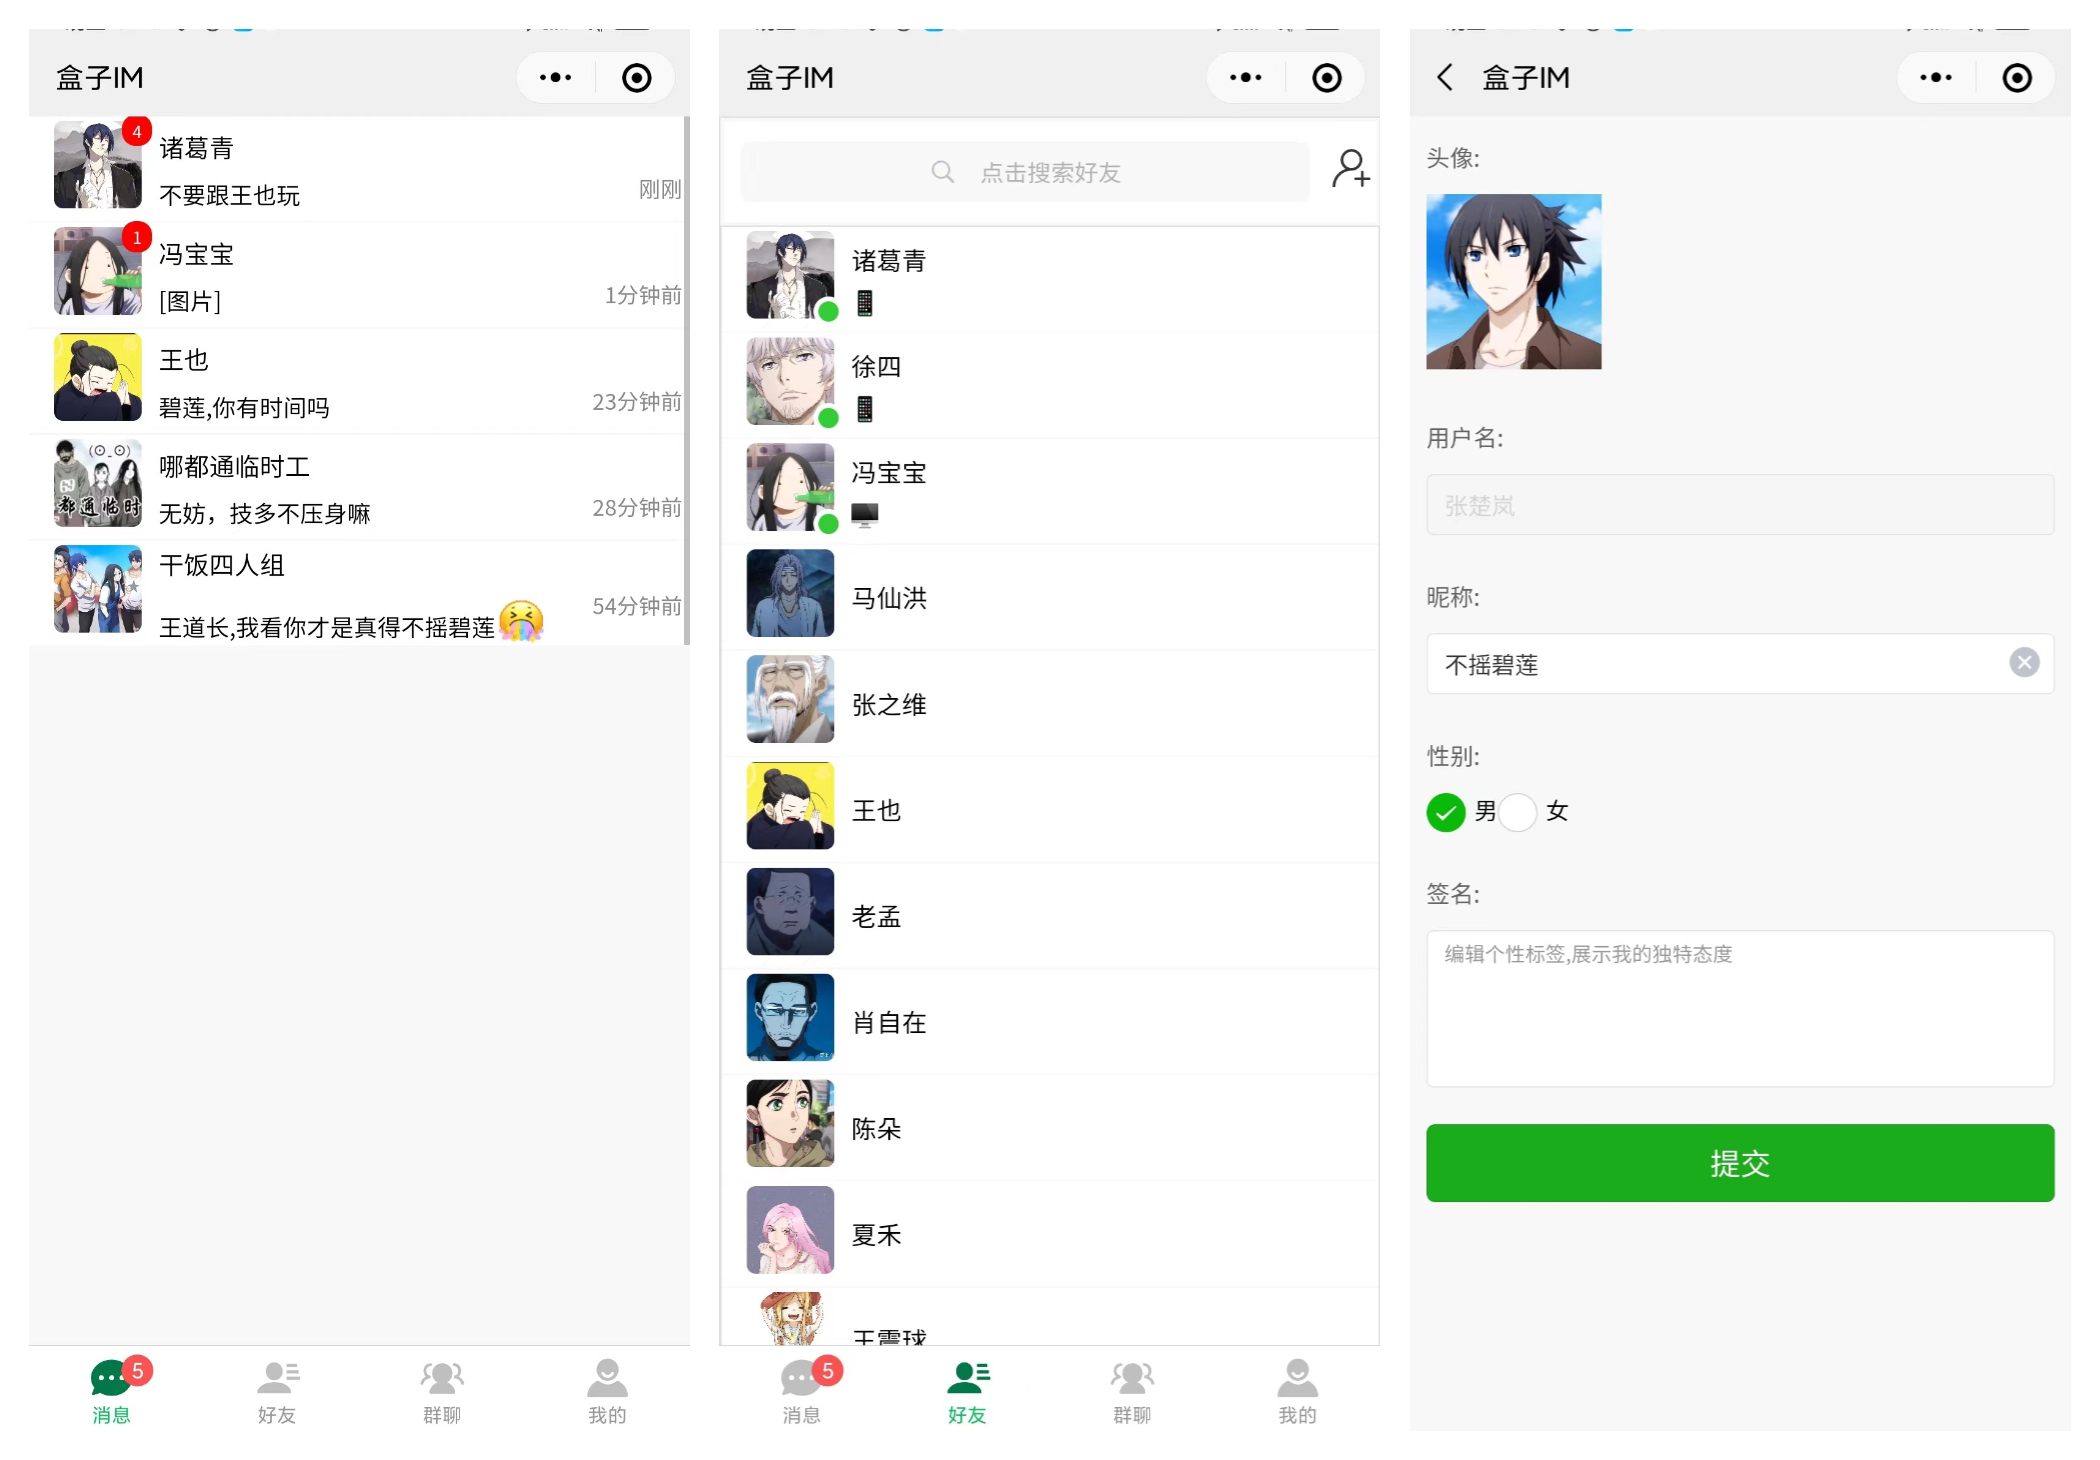 盒子IM
4
诸葛青
不要跟王也玩
刚刚
1
冯宝宝
[图片]
1分钟前
王也
碧莲,你有时间吗
23分钟前
哪都通临时工
无妨，技多不压身嘛
28分钟前
69
都通临时
干饭四人组
王道长,我看你才是真得不摇碧莲🤮
54分钟前
5
消息
好友
群聊
我的
盒子IM
点击搜索好友
诸葛青
徐四
冯宝宝
马仙洪
张之维
王也
老孟
肖自在
陈朵
夏禾
王震球
5
消息
好友
群聊
我的
盒子IM
头像:
用户名:
张楚岚
昵称:
不摇碧莲
性别:
男 女
签名:
编辑个性标签,展示我的独特态度
提交